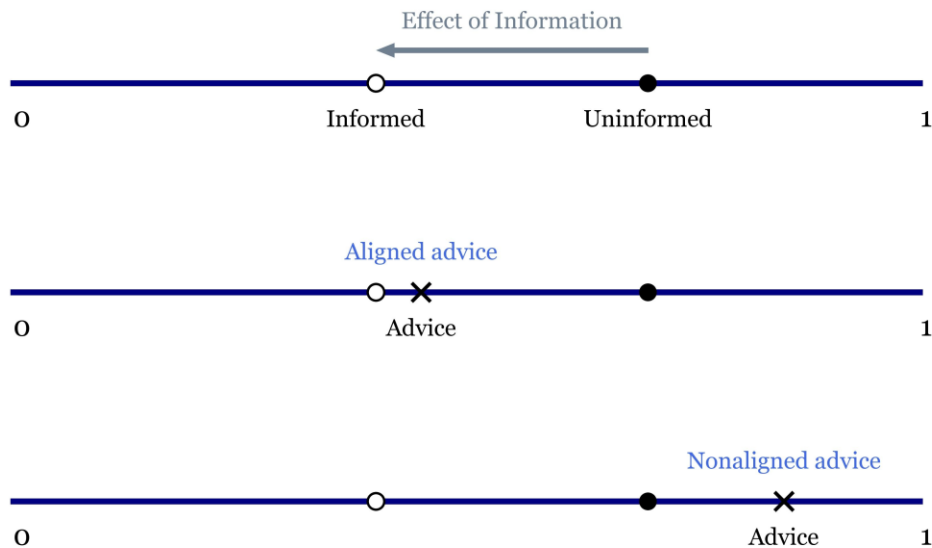 Effect of Information
Informed Uninformed
0 1
Aligned advice
Advice
0 1
Nonaligned advice
Advice
0 1